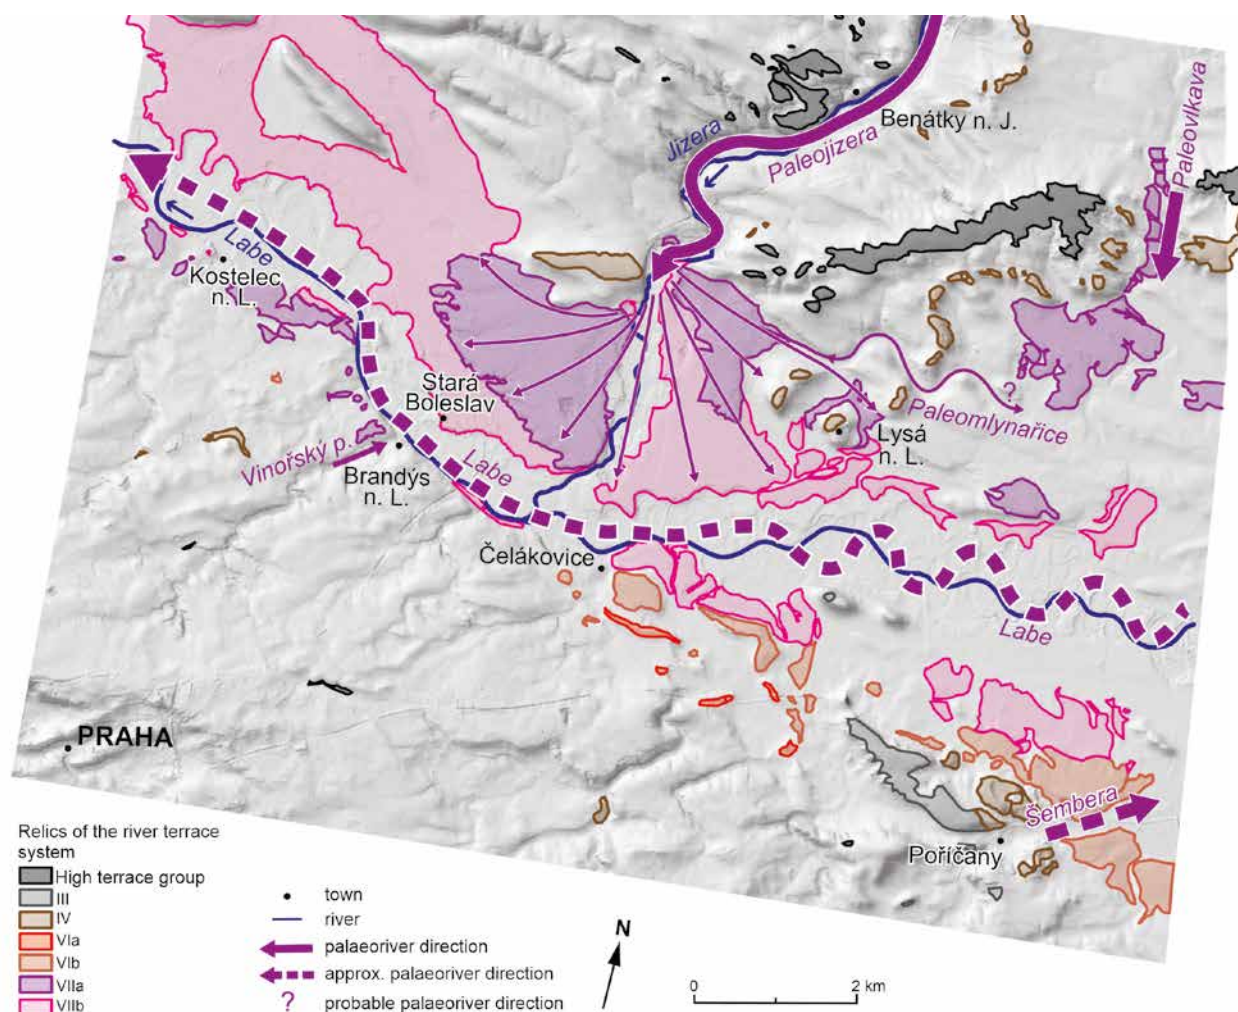 Benátky n. J.
Jizera
Paleojizera
Paleovlkava
Labe
Kostelec
n. L.
Stará
Boleslav
Vinořský p.
Brandýs
n. L.
Labe
?
Paleomlynařice
Lysá
n. L.
Čelákovice
Labe
PRAHA
Šembera
Poříčany
Relics of the river terrace
system
High terrace group
III
IV
VIa
VIb
VIIa
VIIb
town
river
palaeoriver direction
approx. palaeoriver direction
? probable palaeoriver direction
N
0 2 km